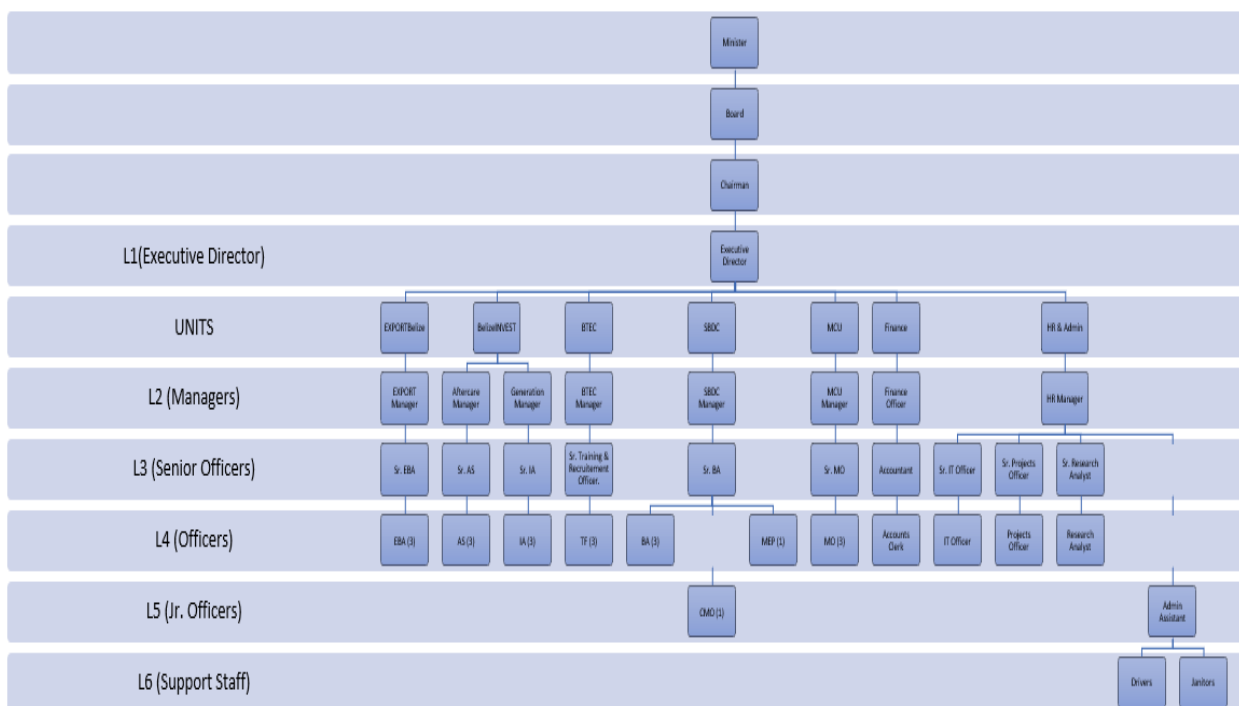 Minister
Board
Chairman
L1(Executive Director)
Executive
Director
UNITS
EXPORTBelize
BelizeINVEST
BTEC
SBDC
MCU
Finance
HR & Admin
L2 (Managers)
EXPORT
Manager
Aftercare
Manager
Generation
Manager
BTEC
Manager
SBDC
Manager
MCU
Manager
Finance
Officer
HR Manager
L3 (Senior Officers)
Sr. EBA
Sr. AS
Sr. IA
Sr. Training &
Recruitement
Officer.
Sr. BA
Sr. MO
Accountant
Sr. IT Officer
Sr. Projects
Officer
Sr. Research
Analyst
L4 (Officers)
EBA (3)
AS (3)
IA (3)
TF (3)
BA (3)
MEP (1)
MO (3)
Accounts
Clerk
IT Officer
Projects
Officer
Research
Analyst
L5 (Jr. Officers)
CMO (1)
Admin
Assistant
L6 (Support Staff)
Drivers
Janitors